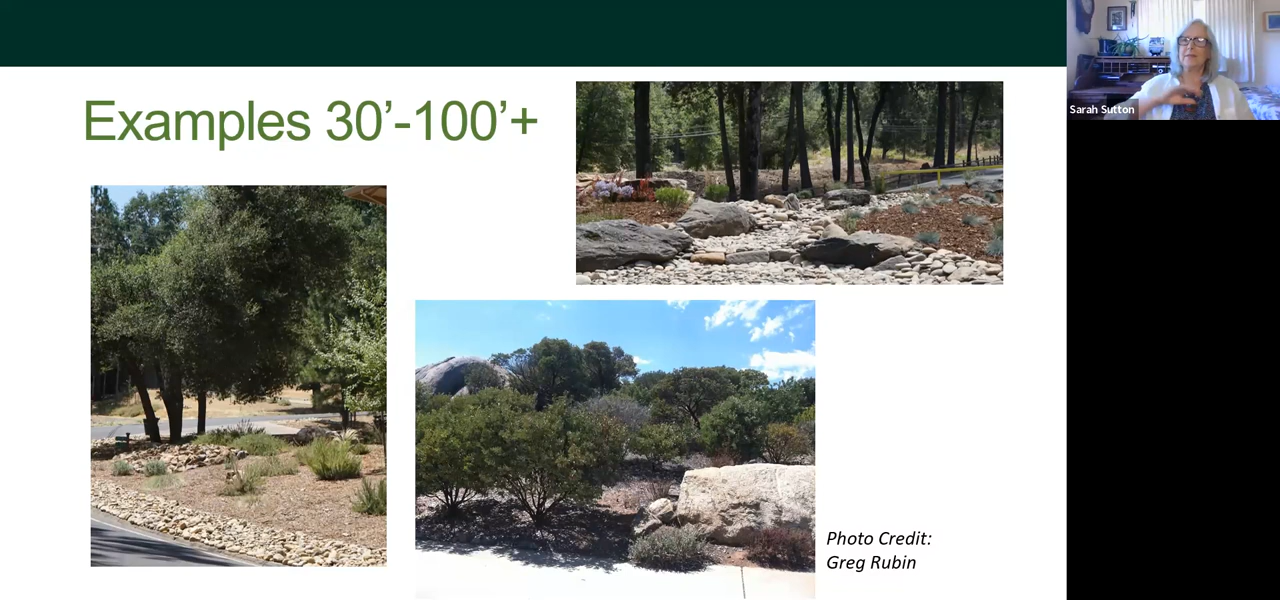 Examples 30’-100’+
Sarah Sutton
Photo Credit:
Greg Rubin